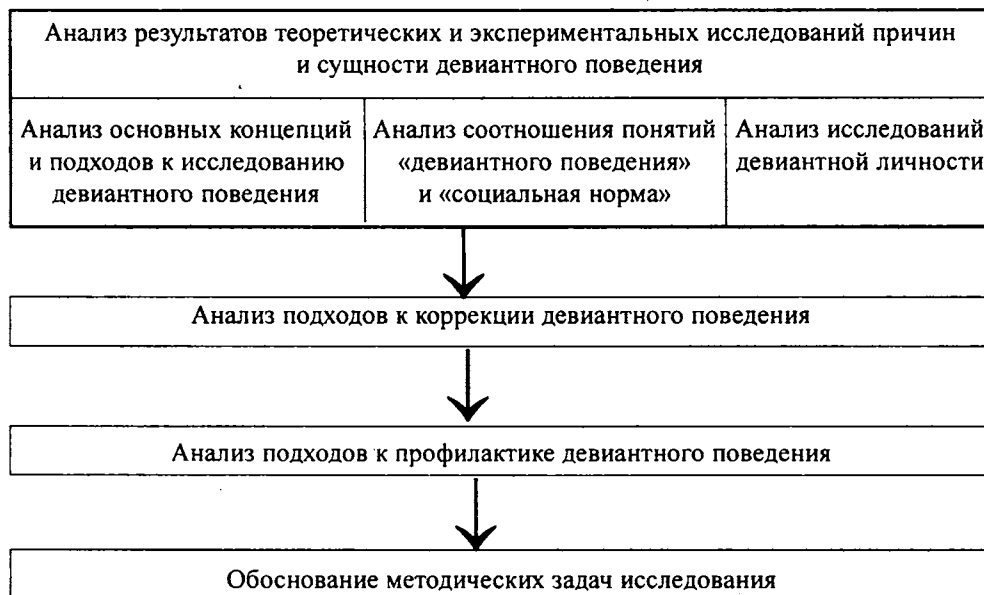 Анализ результатов теоретических и экспериментальных исследований причин
и сущности девиантного поведения
Анализ основных концепций
и подходов к исследованию
девиантного поведения
Анализ соотношения понятий
«девиантного поведения»
и «социальная норма»
Анализ исследований
девиантной личности
Анализ подходов к коррекции девиантного поведения
Анализ подходов к профилактике девиантного поведения
Обоснование методических задач исследования